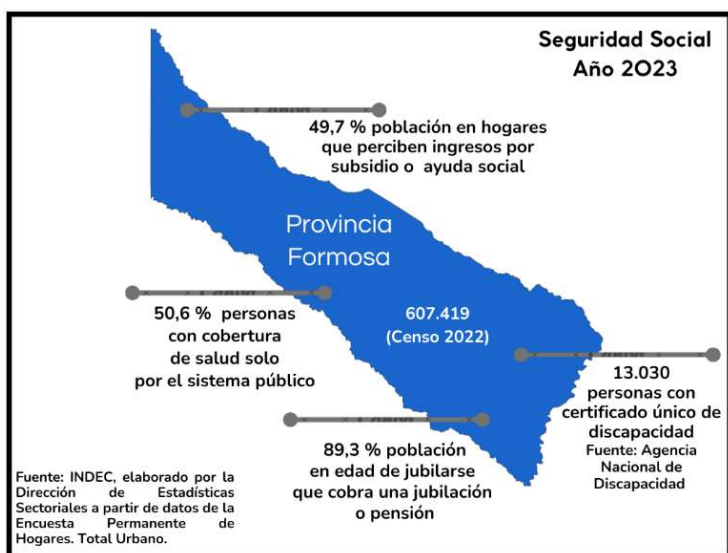 Seguridad Social
Año 2023
49,7 % población en hogares
que perciben ingresos por
subsidio o ayuda social
Provincia
Formosa
607.419
(Censo 2022)
50,6 % personas
con cobertura
de salud solo
por el sistema público
13.030
personas con
certificado único de
discapacidad
Fuente: Agencia
Nacional de
Discapacidad
89,3 % población
en edad de jubilarse
que cobra una jubilación
o pensión
Fuente: INDEC, elaborado por la
Dirección de Estadísticas
Sectoriales a partir de datos de la
Encuesta Permanente de
Hogares. Total Urbano.